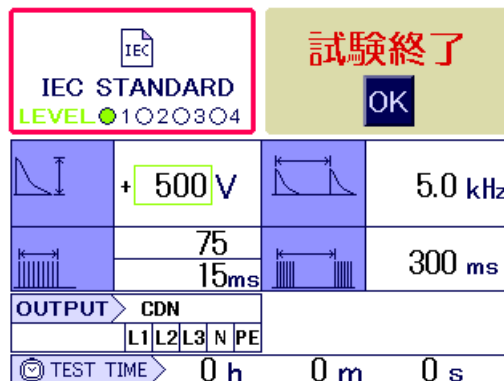 IEC
IEC STANDARD
LEVEL 1 2 3 4
試験終了
OK
+ 500 V
5.0 kHz
75
15ms
300 ms
OUTPUT CDN
L1 L2 L3 N PE
TEST TIME 0 h 0 m 0 s